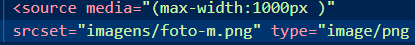 <source media="(max-width:1000px )"
srcset="imagens/foto-m.png" type="image/png